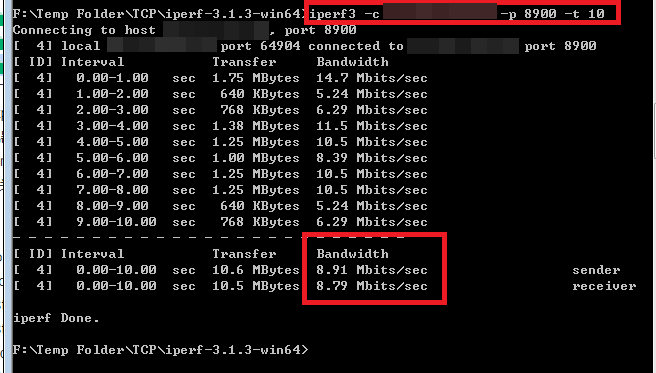 F:\Temp Folder\TCP\iperf-3.1.3-win64>iperf3 -c -p 8900 -t 10
Connecting to host , port 8900
[  4] local port 64904 connected to port 8900
[ ID] Interval           Transfer     Bandwidth
[  4]   0.00-1.00   sec  1.75 MBytes  14.7 Mbits/sec
[  4]   1.00-2.00   sec   640 KBytes  5.24 Mbits/sec
[  4]   2.00-3.00   sec   768 KBytes  6.29 Mbits/sec
[  4]   3.00-4.00   sec  1.38 MBytes  11.5 Mbits/sec
[  4]   4.00-5.00   sec  1.25 MBytes  10.5 Mbits/sec
[  4]   5.00-6.00   sec  1.00 MBytes  8.39 Mbits/sec
[  4]   6.00-7.00   sec  1.25 MBytes  10.5 Mbits/sec
[  4]   7.00-8.00   sec  1.25 MBytes  10.5 Mbits/sec
[  4]   8.00-9.00   sec   640 KBytes  5.24 Mbits/sec
[  4]   9.00-10.00  sec   768 KBytes  6.29 Mbits/sec
- - - - - - - - - - - - - - - - - - - - - - - - -
[ ID] Interval           Transfer     Bandwidth
[  4]   0.00-10.00  sec  10.6 MBytes  8.91 Mbits/sec                  sender
[  4]   0.00-10.00  sec  10.5 MBytes  8.79 Mbits/sec                  receiver
iperf Done.
F:\Temp Folder\TCP\iperf-3.1.3-win64>